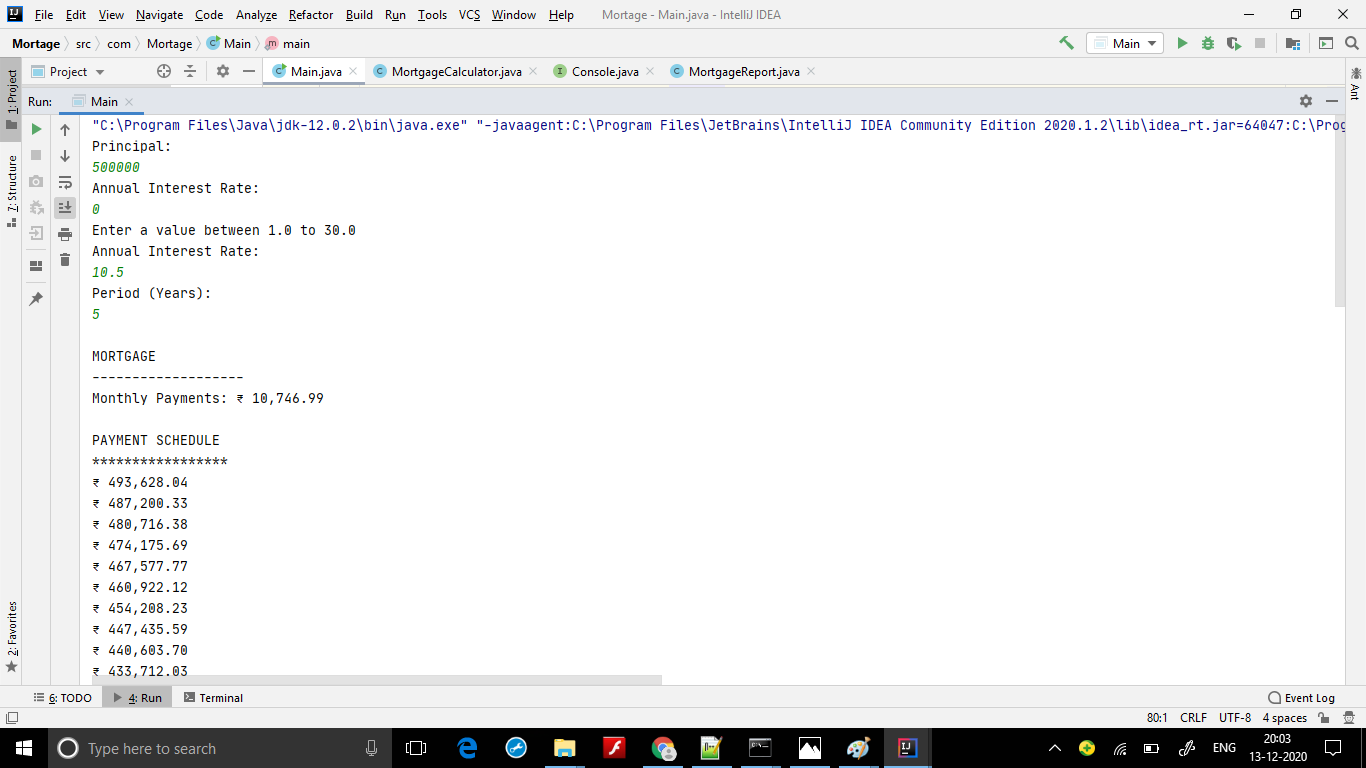 File Edit View Navigate Code Analyze Refactor Build Run Tools VCS Window Help Mortage - Main.java - IntelliJ IDEA
Mortage src com Mortage Main main Main
1: Project Project Main.java MortgageCalculator.java Console.java MortgageReport.java Ant
Run: Main
"C:\Program Files\Java\jdk-12.0.2\bin\java.exe" "-javaagent:C:\Program Files\JetBrains\IntelliJ IDEA Community Edition 2020.1.2\lib\idea_rt.jar=64047:C:\Prog
Principal:
500000
Annual Interest Rate:
0
Enter a value between 1.0 to 30.0
Annual Interest Rate:
10.5
Period (Years):
5
MORTGAGE
-------------------
Monthly Payments: ₹ 10,746.99
PAYMENT SCHEDULE
*****************
₹ 493,628.04
₹ 487,200.33
₹ 480,716.38
₹ 474,175.69
₹ 467,577.77
₹ 460,922.12
₹ 454,208.23
₹ 447,435.59
₹ 440,603.70
₹ 433,712.03
7: Structure
2: Favorites
6: TODO 4: Run Terminal Event Log
80:1 CRLF UTF-8 4 spaces
Type here to search ENG 20:03
13-12-2020